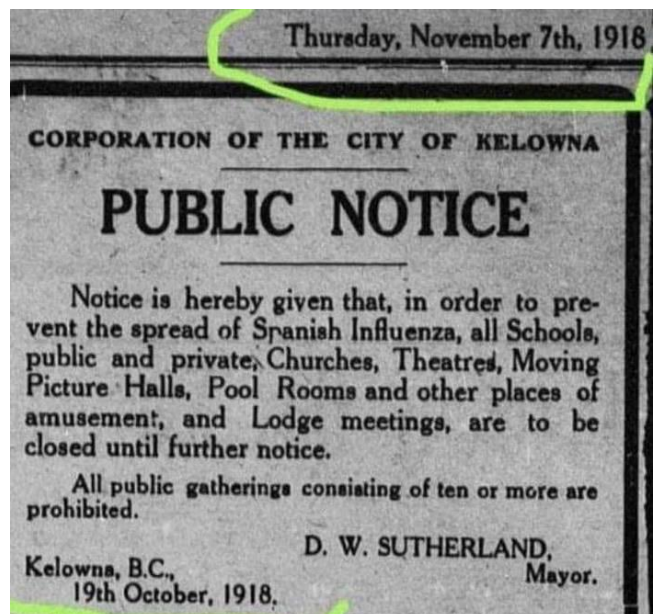 Thursday, November 7th, 1918
CORPORATION OF THE CITY OF KELOWNA
PUBLIC NOTICE
Notice is hereby given that, in order to pre-
vent the spread of Spanish Influenza, all Schools,
public and private, Churches, Theatres, Moving
Picture Halls, Pool Rooms and other places of
amusement, and Lodge meetings, are to be
closed until further notice.
All public gatherings consisting of ten or more are
prohibited.
D. W. SUTHERLAND,
Mayor.
Kelowna, B.C.,
19th October, 1918.